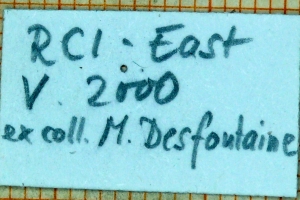 RCI - East
V. 2000
ex coll. M. Desfontaine